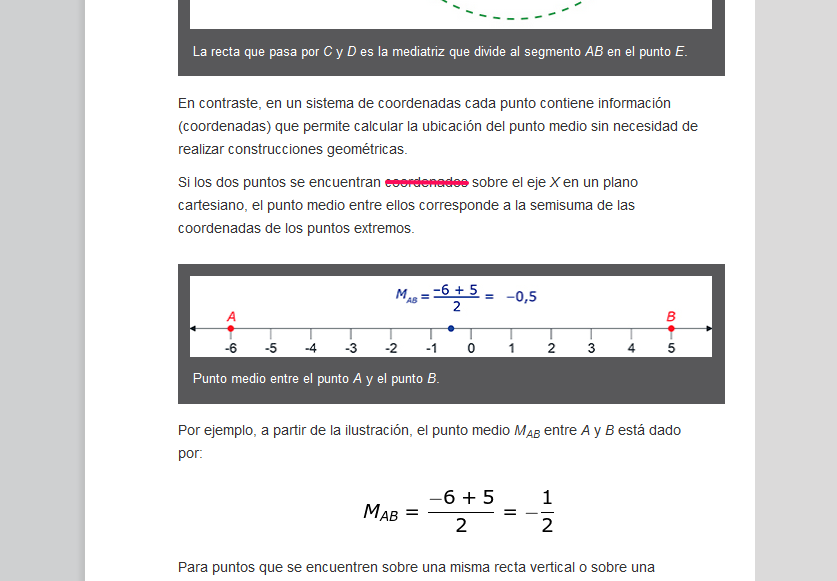 La recta que pasa por C y D es la mediatriz que divide al segmento AB en el punto E.
En contraste, en un sistema de coordenadas cada punto contiene información
(coordenadas) que permite calcular la ubicación del punto medio sin necesidad de
realizar construcciones geométricas.
Si los dos puntos se encuentran coordenados sobre el eje X en un plano
cartesiano, el punto medio entre ellos corresponde a la semisuma de las
coordenadas de los puntos extremos.
M_AB = (−6 + 5)/2 = −0,5
A B
-6 -5 -4 -3 -2 -1 0 1 2 3 4 5
Punto medio entre el punto A y el punto B.
Por ejemplo, a partir de la ilustración, el punto medio M_AB entre A y B está dado
por:
M_AB = (−6 + 5)/2 = −1/2
Para puntos que se encuentren sobre una misma recta vertical o sobre una